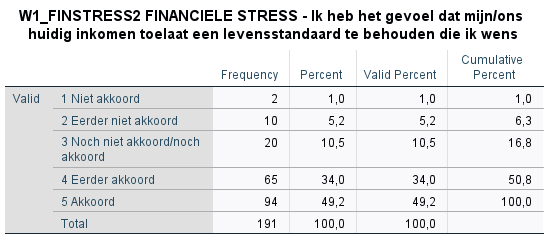 W1_FINSTRESS2 FINANCIELE STRESS - Ik heb het gevoel dat mijn/ons
huidig inkomen toelaat een levensstandaard te behouden die ik wens
Frequency Percent Valid Percent Cumulative Percent
Valid 1 Niet akkoord 2 1,0 1,0 1,0
2 Eerder niet akkoord 10 5,2 5,2 6,3
3 Noch niet akkoord/noch akkoord 20 10,5 10,5 16,8
4 Eerder akkoord 65 34,0 34,0 50,8
5 Akkoord 94 49,2 49,2 100,0
Total 191 100,0 100,0